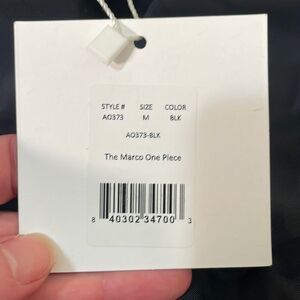 STYLE # SIZE COLOR
AO373 M BLK
AO373-BLK
The Marco One Piece
8 40302 34700 3